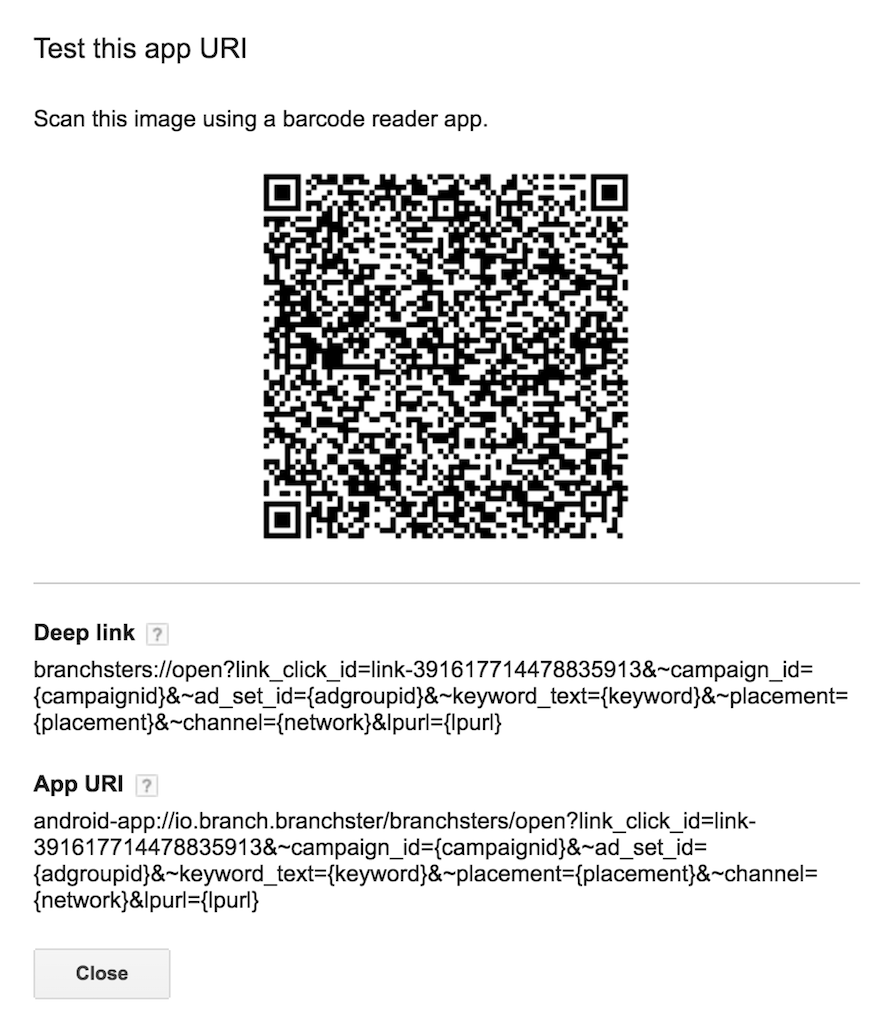 Test this app URI
Scan this image using a barcode reader app.
Deep link ?
branchsters://open?link_click_id=link-391617714478835913&~campaign_id=
{campaignid}&~ad_set_id={adgroupid}&~keyword_text={keyword}&~placement=
{placement}&~channel={network}&lpurl={lpurl}
App URI ?
android-app://io.branch.branchster/branchsters/open?link_click_id=link-
391617714478835913&~campaign_id={campaignid}&~ad_set_id=
{adgroupid}&~keyword_text={keyword}&~placement={placement}&~channel=
{network}&lpurl={lpurl}
Close